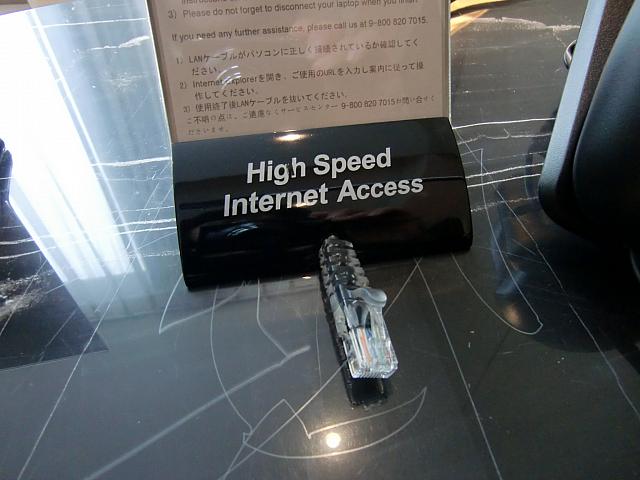 3) Please do not forget to disconnect your laptop when you finish
If you need any further assistance, please call us at 9-800 820 7015.
1) LANケーブルがパソコンに正しく接続されているか確認してく
ださい。
2) Internet Explorerを開き、ご使用のURLを入力し案内に従って操
作してください。
3) 使用終了後LANケーブルを抜いてください。
ご不明の点は、ご遠慮なくサービスセンター 9-800 820 7015お問い合せく
ださいませ。
High Speed
Internet Access